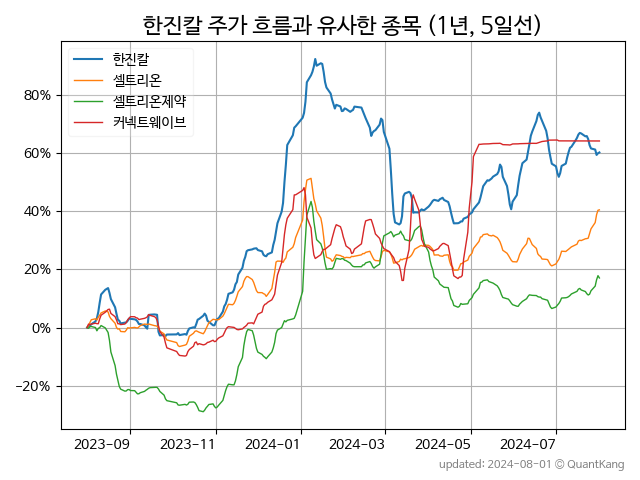 한진칼 주가 흐름과 유사한 종목 (1년, 5일선)
한진칼
셀트리온
셀트리온제약
커넥트웨이브
80%
60%
40%
20%
0%
−20%
2023-09 2023-11 2024-01 2024-03 2024-05 2024-07
updated: 2024-08-01 © QuantKang